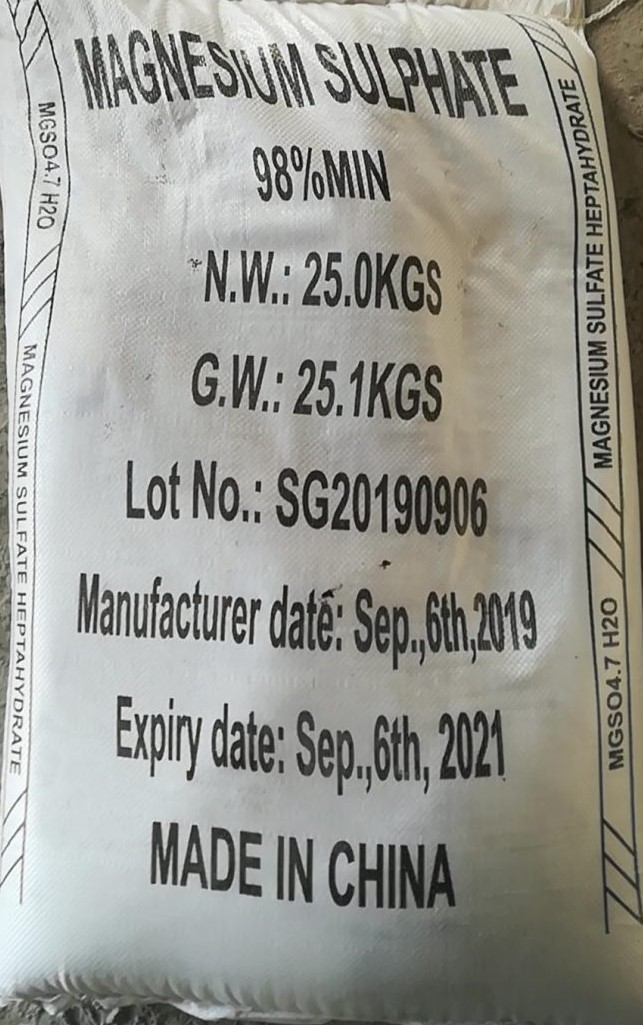 MAGNESIUM SULPHATE
98%MIN
N.W.: 25.0KGS
G.W.: 25.1KGS
Lot No.: SG20190906
Manufacturer date: Sep.,6th,2019
Expiry date: Sep.,6th, 2021
MADE IN CHINA
MGSO4.7 H2O
MAGNESIUM SULFATE HEPTAHYDRATE
MAGNESIUM SULFATE HEPTAHYDRATE
MGSO4.7 H2O